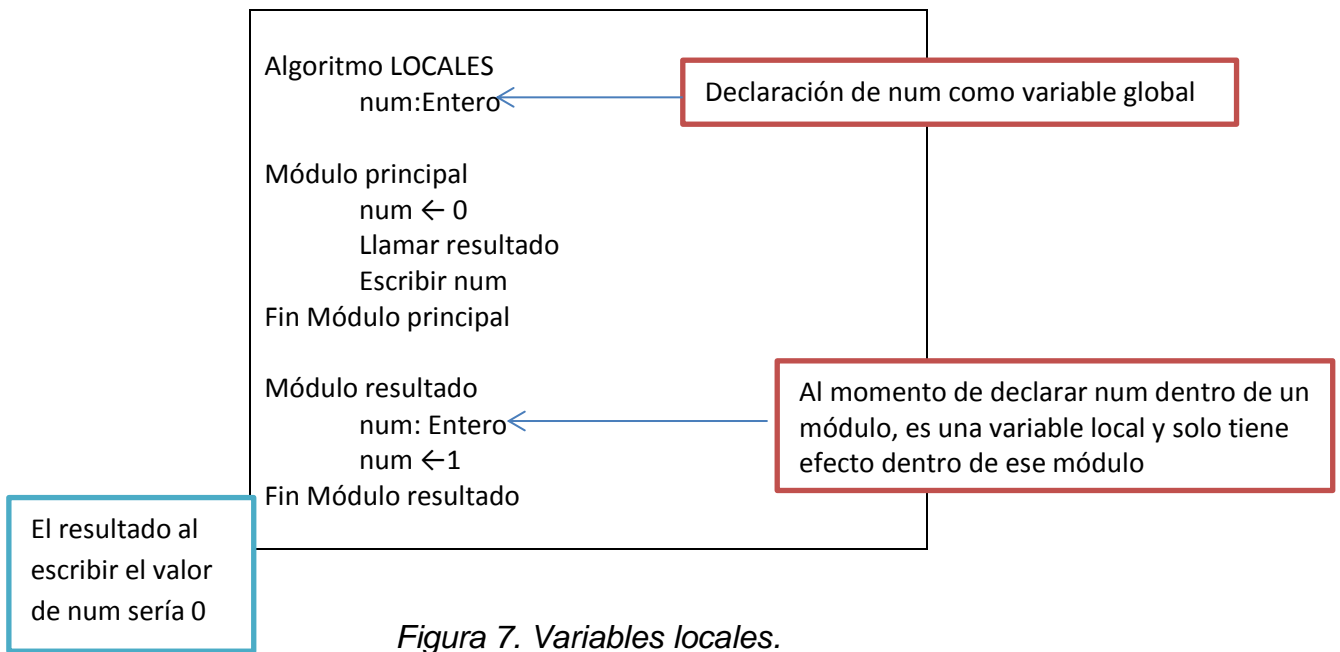 Algoritmo LOCALES
num:Entero
Declaración de num como variable global
Módulo principal
num ← 0
Llamar resultado
Escribir num
Fin Módulo principal
Módulo resultado
num: Entero
num ←1
Fin Módulo resultado
Al momento de declarar num dentro de un
módulo, es una variable local y solo tiene
efecto dentro de ese módulo
El resultado al
escribir el valor
de num sería 0
Figura 7. Variables locales.